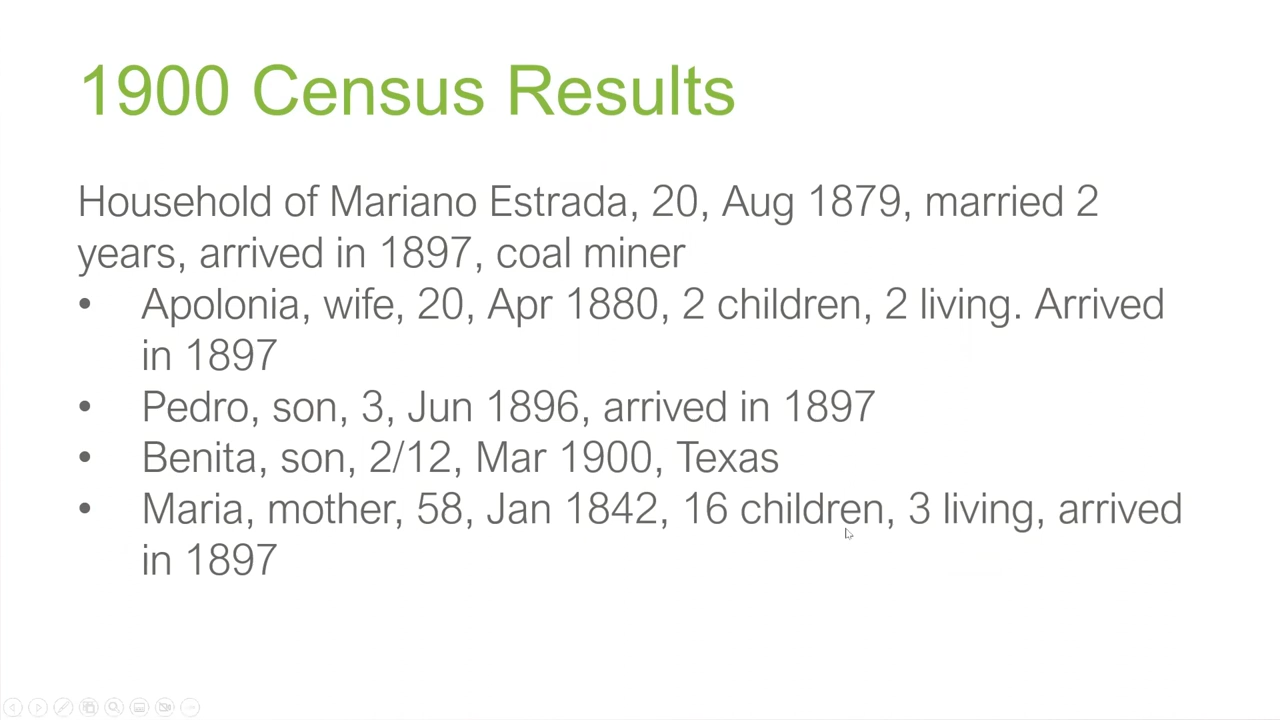 1900 Census Results
Household of Mariano Estrada, 20, Aug 1879, married 2
years, arrived in 1897, coal miner
• Apolonia, wife, 20, Apr 1880, 2 children, 2 living. Arrived
in 1897
• Pedro, son, 3, Jun 1896, arrived in 1897
• Benita, son, 2/12, Mar 1900, Texas
• Maria, mother, 58, Jan 1842, 16 children, 3 living, arrived
in 1897